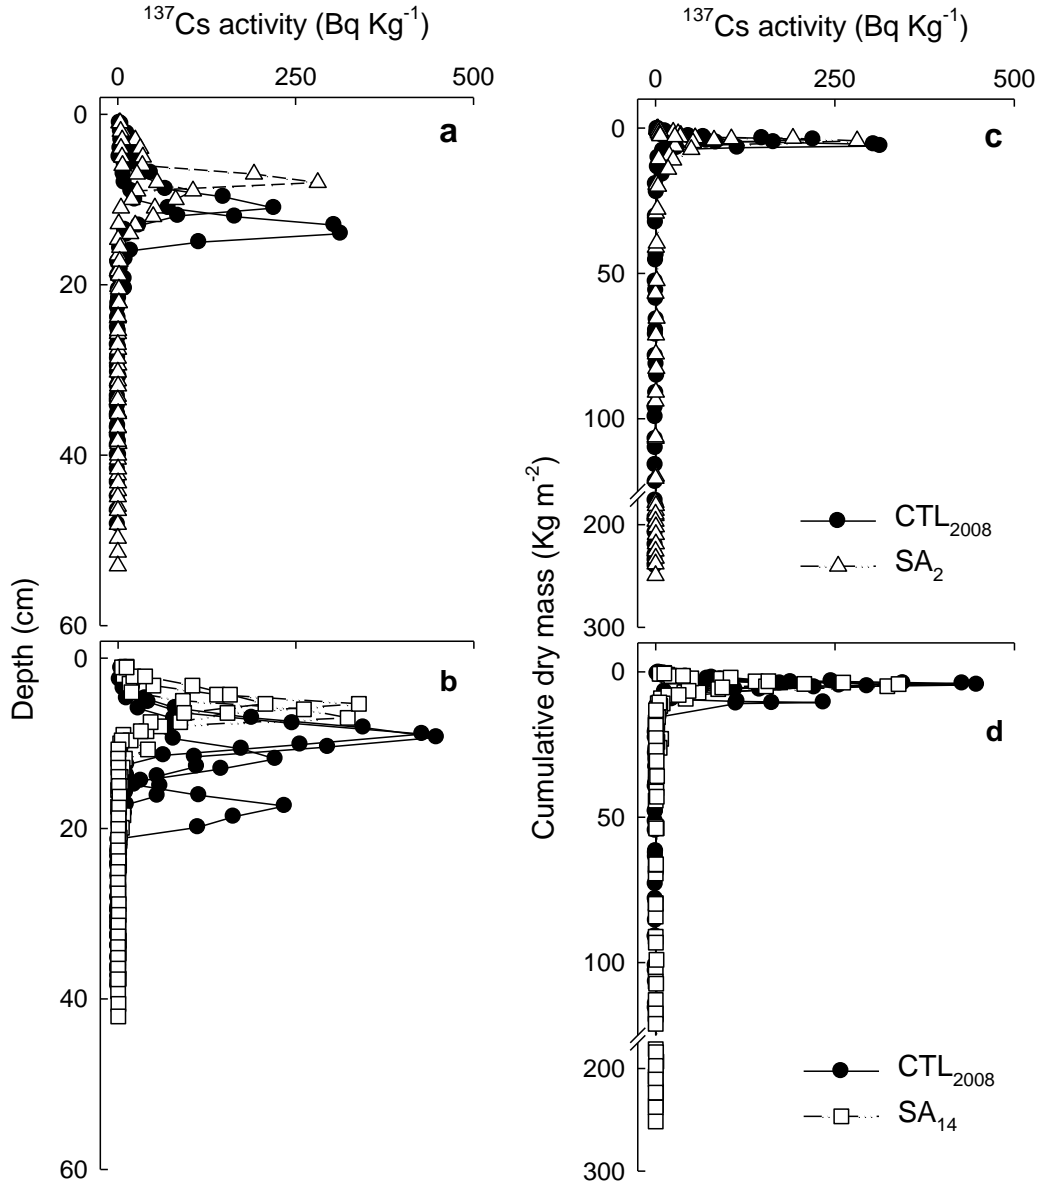 ¹³⁷Cs activity (Bq Kg⁻¹)
0 250 500
0
20
40
60
a
0
20
40
60
b
Depth (cm)
¹³⁷Cs activity (Bq Kg⁻¹)
0 250 500
0
50
100
200
300
c
CTL₂₀₀₈
SA₂
0
50
100
200
300
d
CTL₂₀₀₈
SA₁₄
Cumulative dry mass (Kg m⁻²)